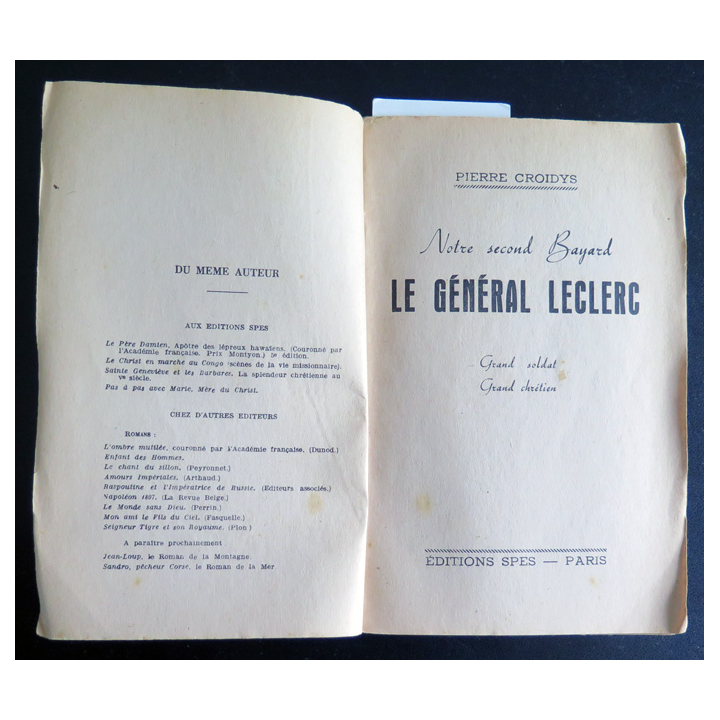 DU MEME AUTEUR
AUX EDITIONS SPES
Le Père Damien, Apôtre des lépreux hawaïens. (Couronné par
l'Académie française. Prix Montyon.) 5e édition.
Le Christ en marche au Congo (scènes de la vie missionnaire).
Sainte Geneviève et les Barbares. La splendeur chrétienne au
Ve siècle.
Pas à pas avec Marie, Mère du Christ.
CHEZ D'AUTRES EDITEURS
ROMANS :
L'ombre mutilée, couronné par l'Académie française. (Dunod.)
Enfant des Hommes.
Le chant du sillon. (Peyronnet.)
Amours Impériales. (Arthaud.)
Raspoutine et l'Impératrice de Russie. (Editeurs associés.)
Napoléon 1807. (La Revue Belge.)
Le Monde sans Dieu. (Perrin.)
Mon ami le Fils du Ciel. (Fasquelle.)
Seigneur Tigre et son Royaume. (Plon)
A paraître prochainement
Jean-Loup, le Roman de la Montagne
Sandro, pêcheur Corse, le Roman de la Mer
PIERRE CROIDYS
Notre second Bayard
LE GÉNÉRAL LECLERC
Grand soldat
Grand chrétien
ÉDITIONS SPES — PARIS